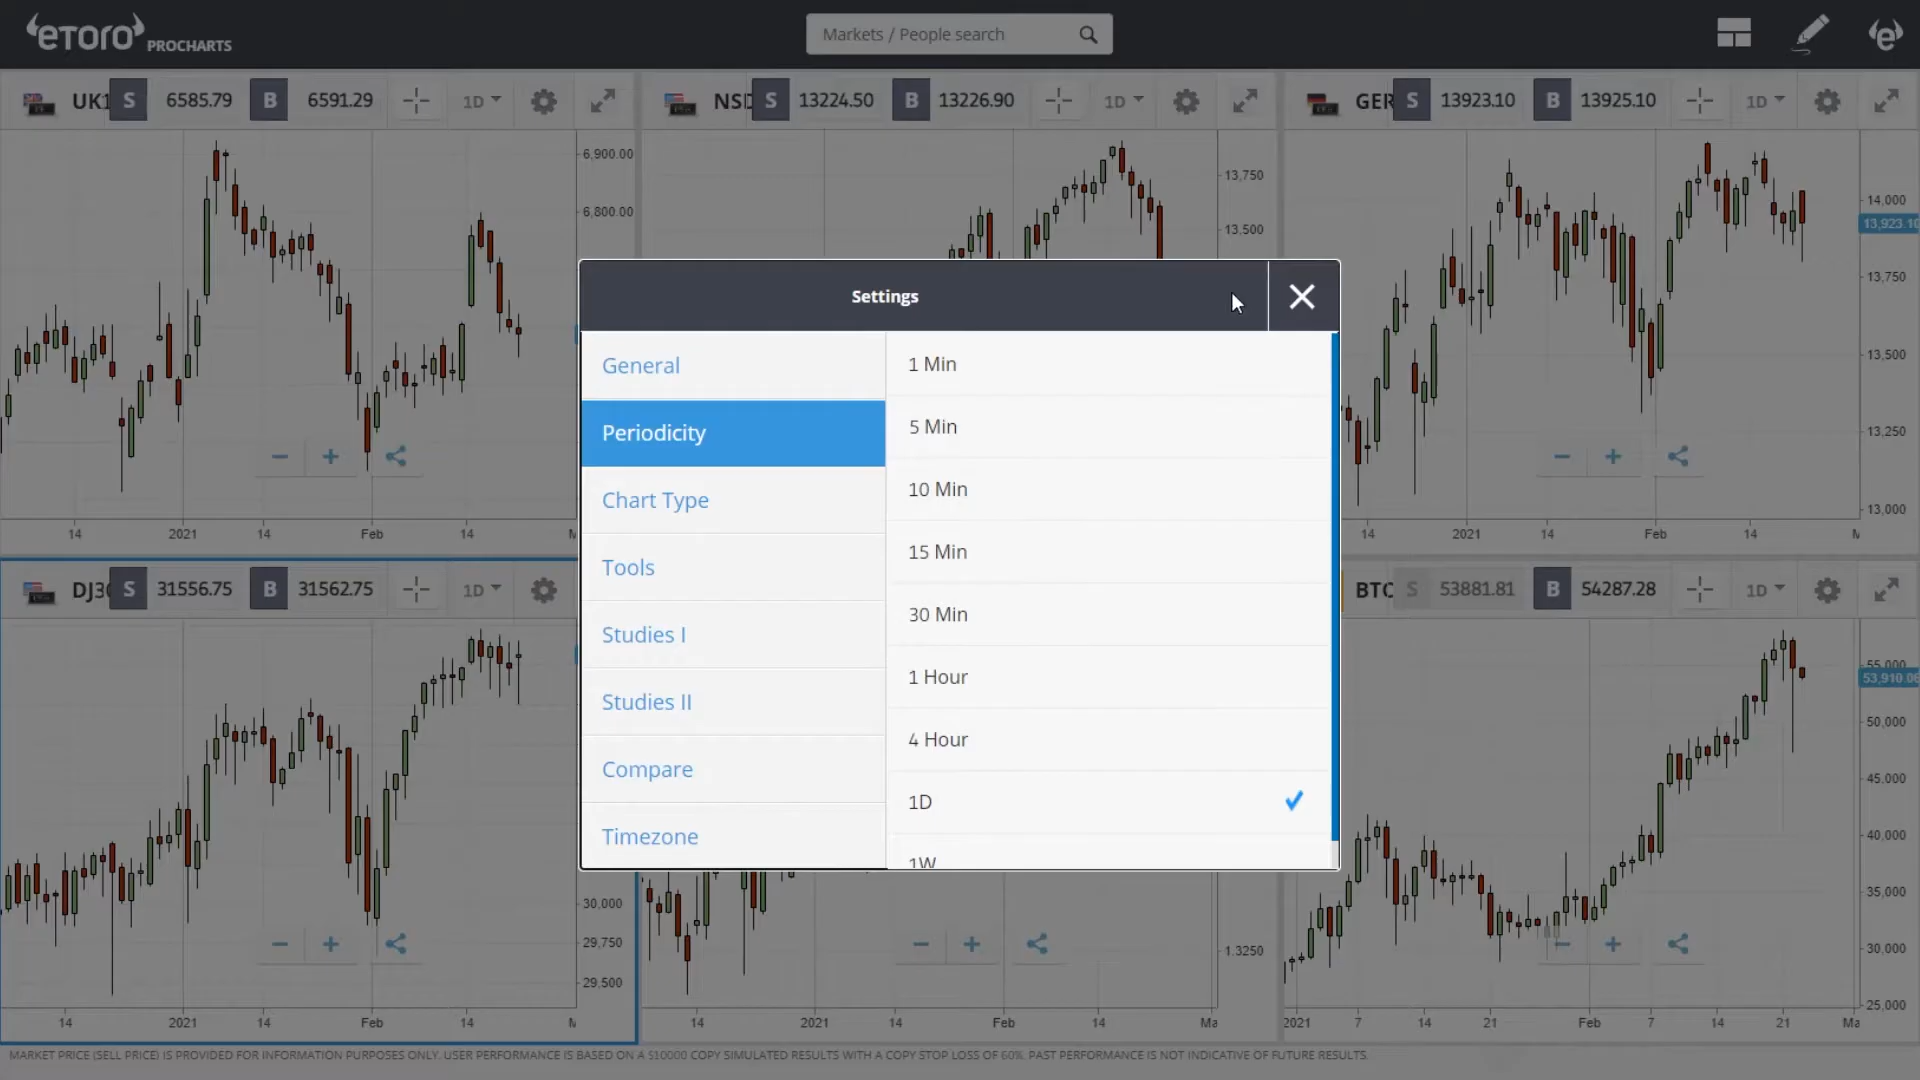 eToro PROCHARTS
Markets / People search
UK1 S 6585.79 B 6591.29 1D
NSD S 13224.50 B 13226.90 1D
GER S 13923.10 B 13925.10 1D
6,900.00
6,800.00
14 2021 14 Feb 14 M
13,750
13,500
14,000
13,923.10
13,750
13,500
13,250
13,000
14 2021 14 Feb 14 M
Settings
General
Periodicity
Chart Type
Tools
Studies I
Studies II
Compare
Timezone
1 Min
5 Min
10 Min
15 Min
30 Min
1 Hour
4 Hour
1D
1W
DJ30 S 31556.75 B 31562.75 1D
BTC S 53881.81 B 54287.28 1D
30,000
29,750
29,500
14 2021 14 Feb 14 M
1.3250
14 2021 14 Feb 14 Ma
55,000
53,910.06
50,000
45,000
40,000
35,000
30,000
25,000
2021 7 14 21 Feb 7 14 21 Ma
MARKET PRICE (SELL PRICE) IS PROVIDED FOR INFORMATION PURPOSES ONLY. USER PERFORMANCE IS BASED ON A $10000 COPY SIMULATED RESULTS WITH A COPY STOP LOSS OF 60%. PAST PERFORMANCE IS NOT INDICATIVE OF FUTURE RESULTS.